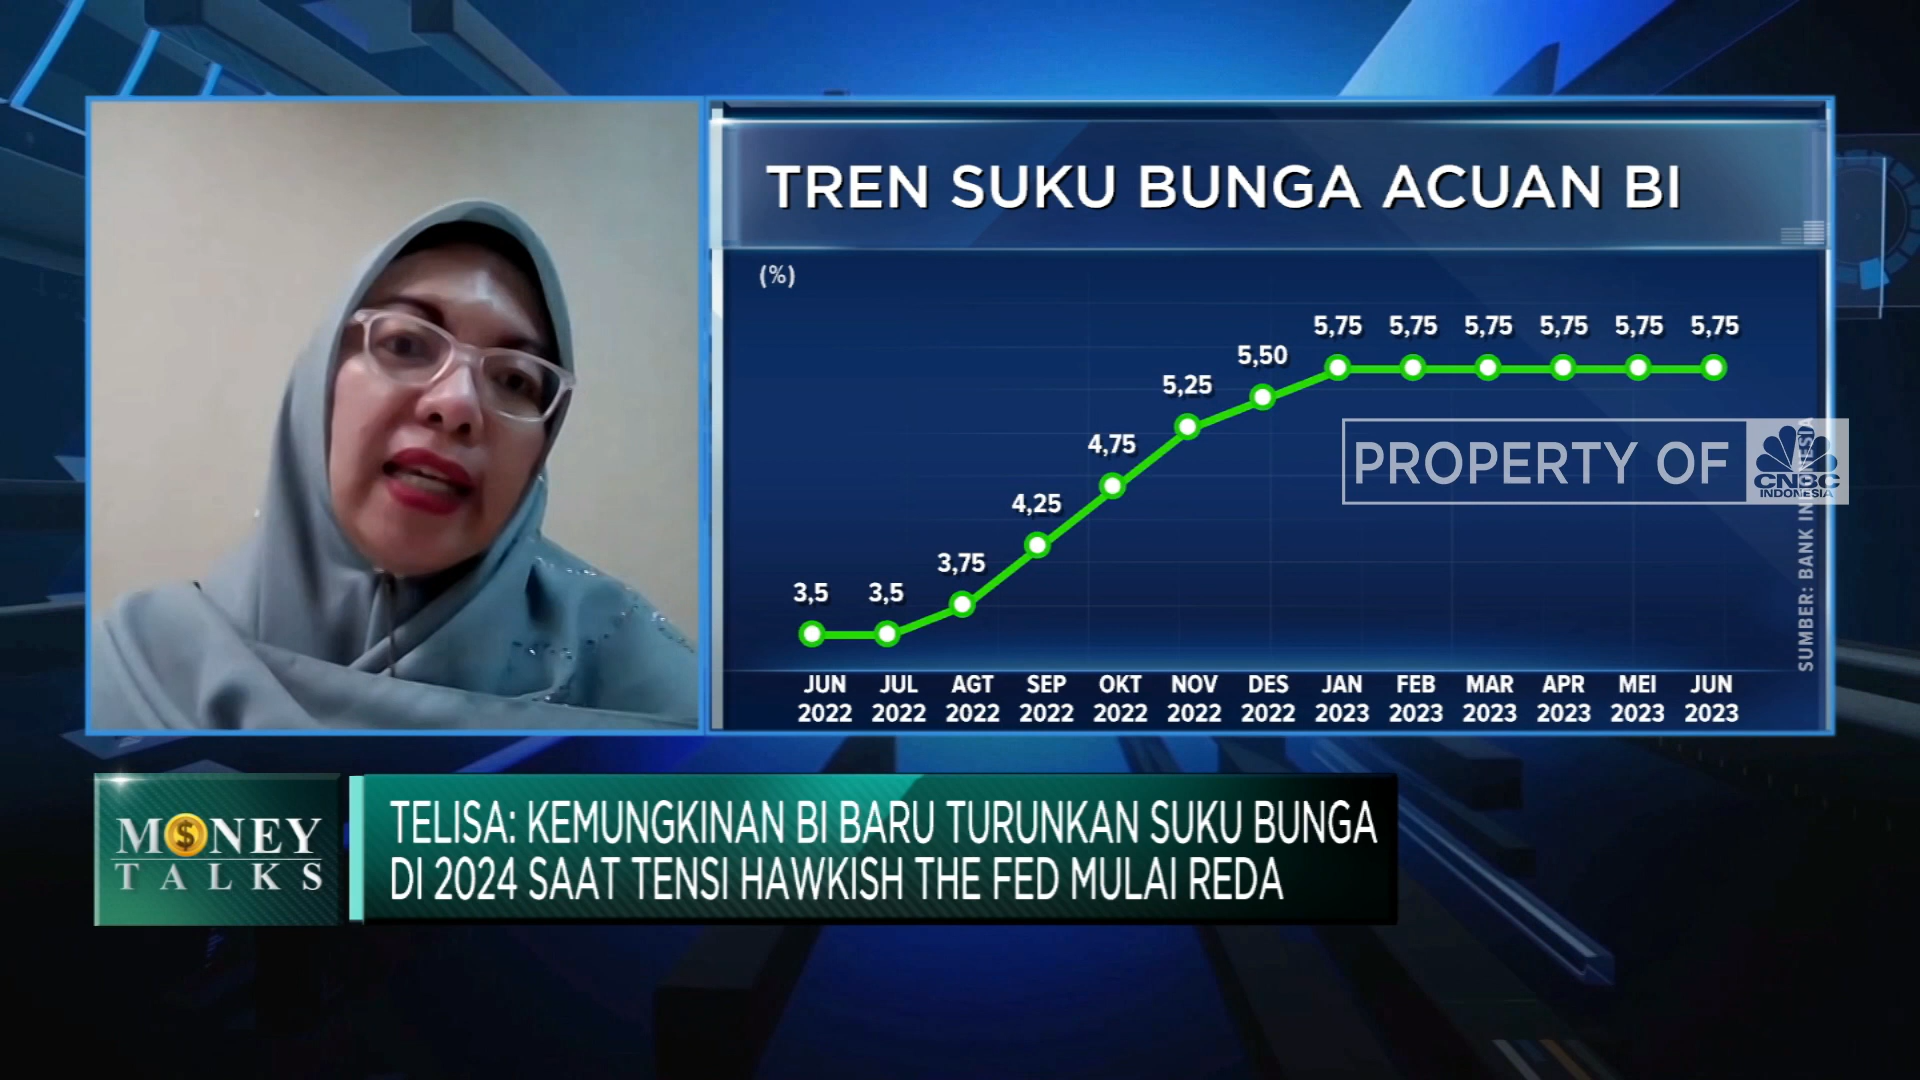 TREN SUKU BUNGA ACUAN BI
(%)
3,5
3,5
3,75
4,25
4,75
5,25
5,50
5,75
5,75
5,75
5,75
5,75
5,75
JUN 2022
JUL 2022
AGT 2022
SEP 2022
OKT 2022
NOV 2022
DES 2022
JAN 2023
FEB 2023
MAR 2023
APR 2023
MEI 2023
JUN 2023
SUMBER: BANK INDONESIA
PROPERTY OF
CNBC
INDONESIA
MONEY
TALKS
TELISA: KEMUNGKINAN BI BARU TURUNKAN SUKU BUNGA
DI 2024 SAAT TENSI HAWKISH THE FED MULAI REDA